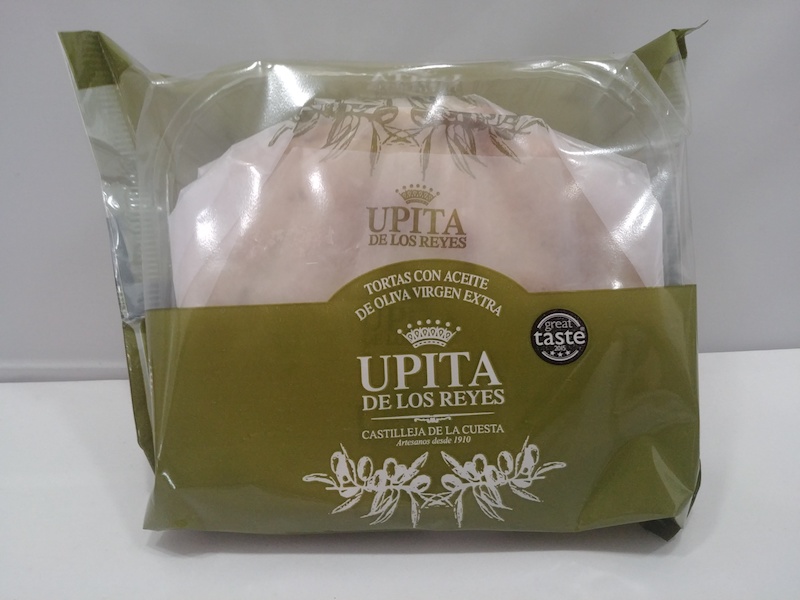 UPITA
DE LOS REYES
TORTAS CON ACEITE
DE OLIVA VIRGEN EXTRA
great
taste
2015
UPITA
DE LOS REYES
CASTILLEJA DE LA CUESTA
Artesanos desde 1910